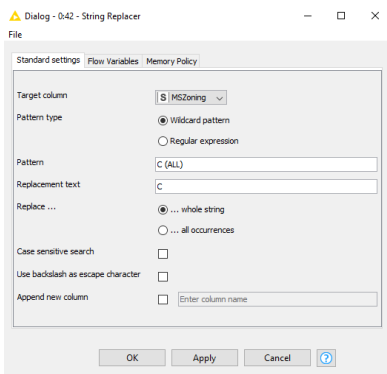 Dialog - 0:42 - String Replacer
File
Standard settings Flow Variables Memory Policy
Target column S MSZoning
Pattern type Wildcard pattern
Regular expression
Pattern C (ALL)
Replacement text C
Replace ... ... whole string
... all occurrences
Case sensitive search
Use backslash as escape character
Append new column Enter column name
OK Apply Cancel ?